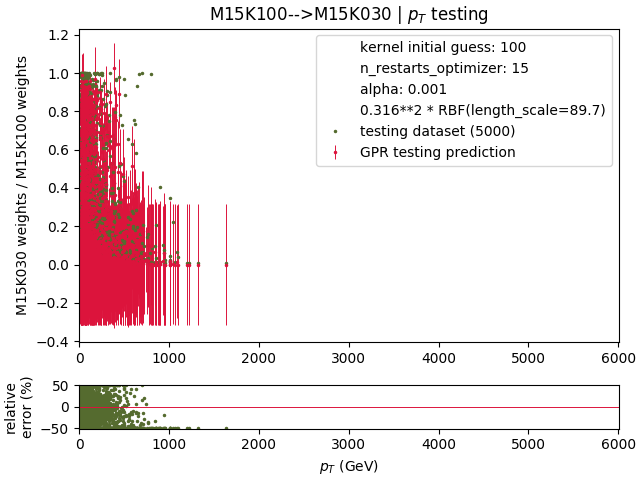 M15K100-->M15K030 | p_T testing
M15K030 weights / M15K100 weights
1.2
1.0
0.8
0.6
0.4
0.2
0.0
−0.2
−0.4
kernel initial guess: 100
n_restarts_optimizer: 15
alpha: 0.001
0.316**2 * RBF(length_scale=89.7)
testing dataset (5000)
GPR testing prediction
0 1000 2000 3000 4000 5000 6000
relative
error (%)
50
0
−50
0 1000 2000 3000 4000 5000 6000
p_T (GeV)